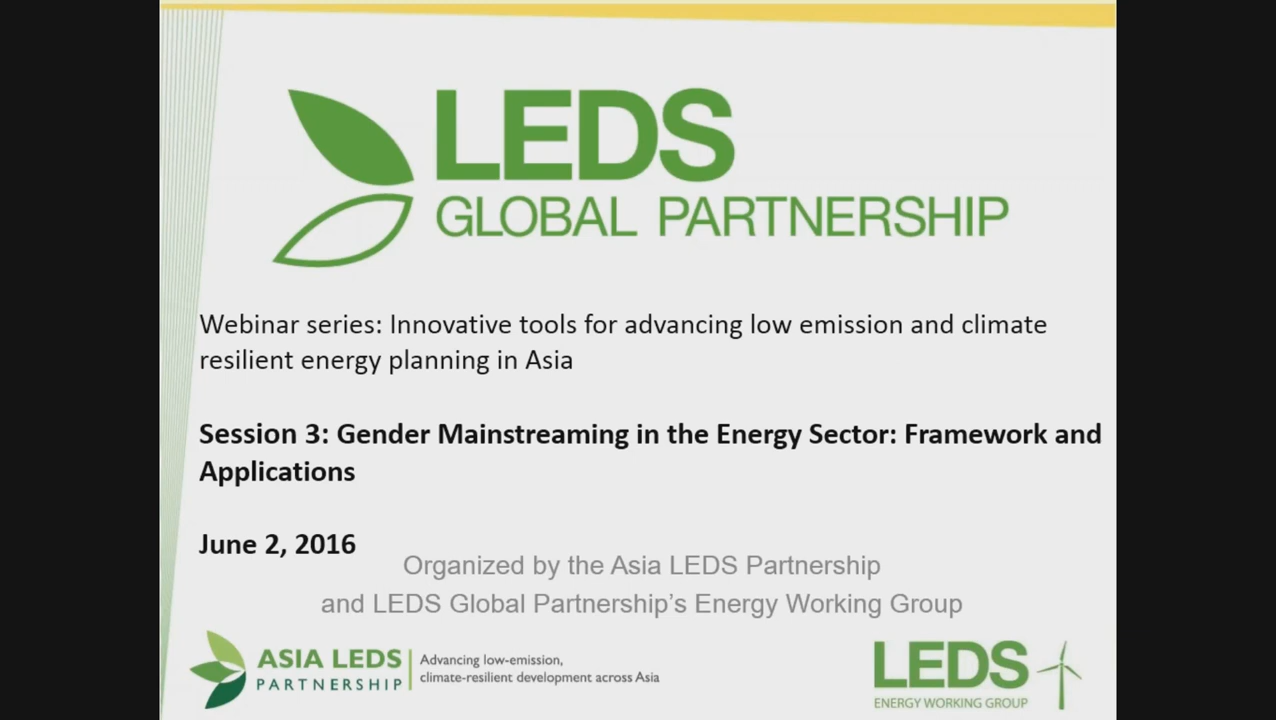 LEDS
GLOBAL PARTNERSHIP
Webinar series: Innovative tools for advancing low emission and climate
resilient energy planning in Asia
Session 3: Gender Mainstreaming in the Energy Sector: Framework and
Applications
June 2, 2016
Organized by the Asia LEDS Partnership
and LEDS Global Partnership’s Energy Working Group
ASIA LEDS
PARTNERSHIP
Advancing low-emission,
climate-resilient development across Asia
LEDS
ENERGY WORKING GROUP